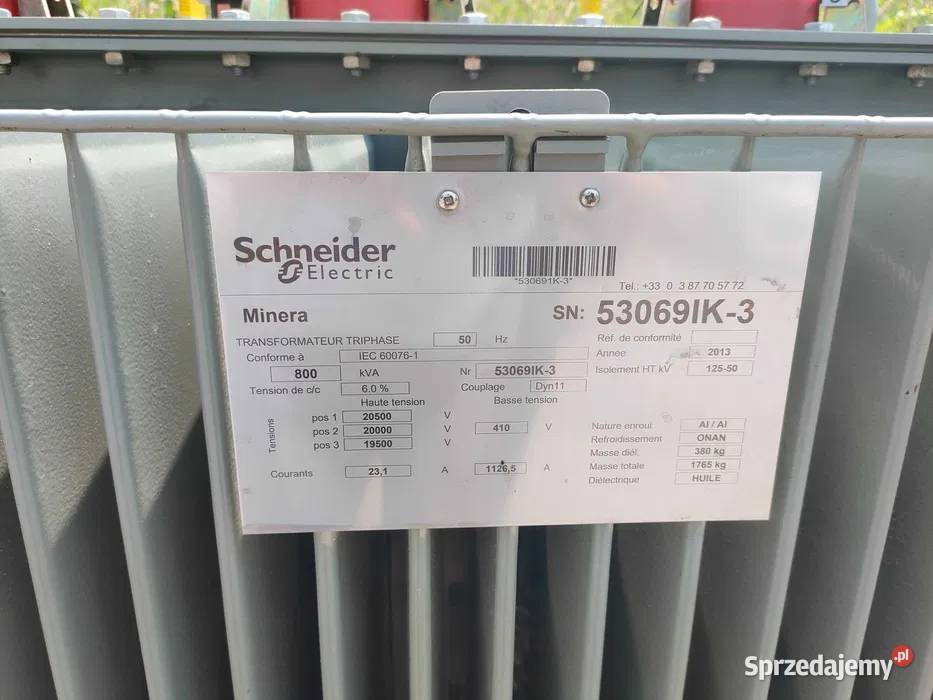 Schneider
Electric
*530691K-3*
Tel.: +33 0 3 87 70 57 72
Minera
SN: 53069IK-3
TRANSFORMATEUR TRIPHASE 50 Hz
Réf. de conformité
Conforme à IEC 60076-1
Année 2013
800 kVA
Nr 53069IK-3
Isolement HT kV 125-50
Tension de c/c 6.0 %
Couplage Dyn11
Haute tension
Basse tension
Tensions
pos 1 20500 V
pos 2 20000 V 410 V
pos 3 19500 V
Courants 23,1 A 1126,5 A
Nature enroul Al / Al
Refroidissement ONAN
Masse diél. 380 kg
Masse totale 1765 kg
Diélectrique HUILE
Sprzedajemy.pl